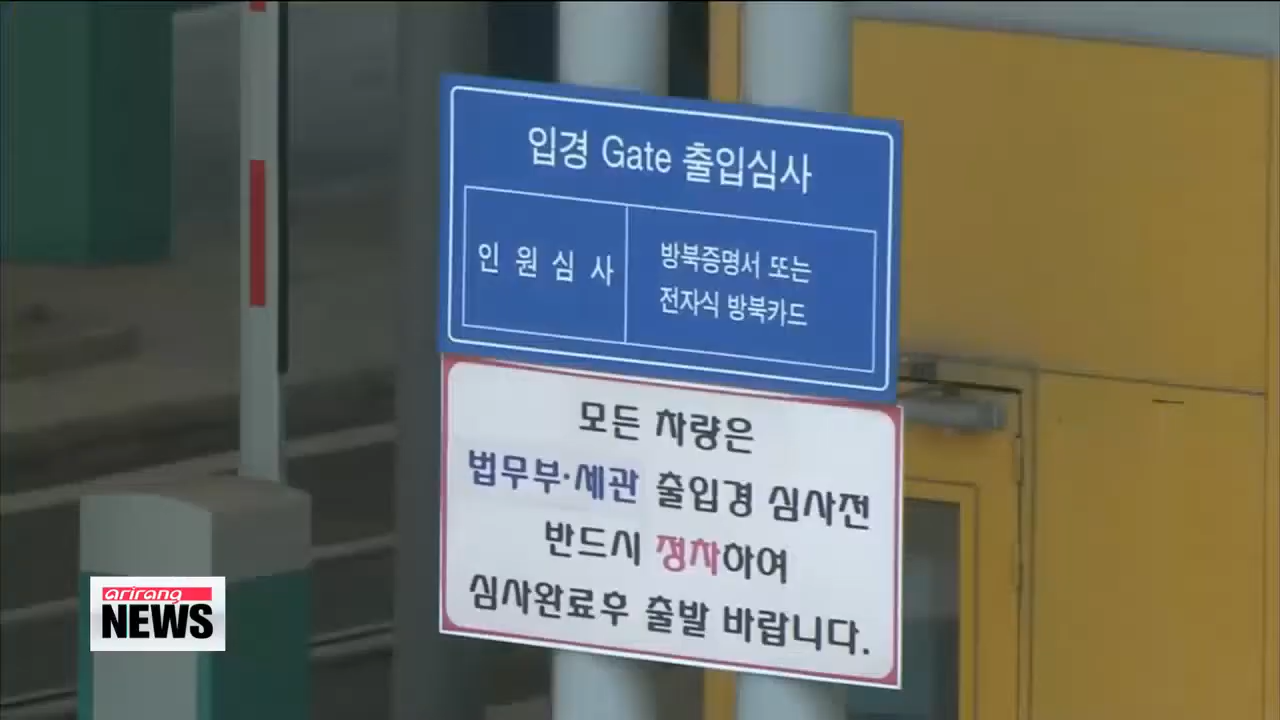 입경 Gate 출입심사
인 원 심 사
방북증명서 또는
전자식 방북카드
모든 차량은
법무부·세관 출입경 심사전
반드시 정차하여
심사완료후 출발 바랍니다.
arirang
NEWS